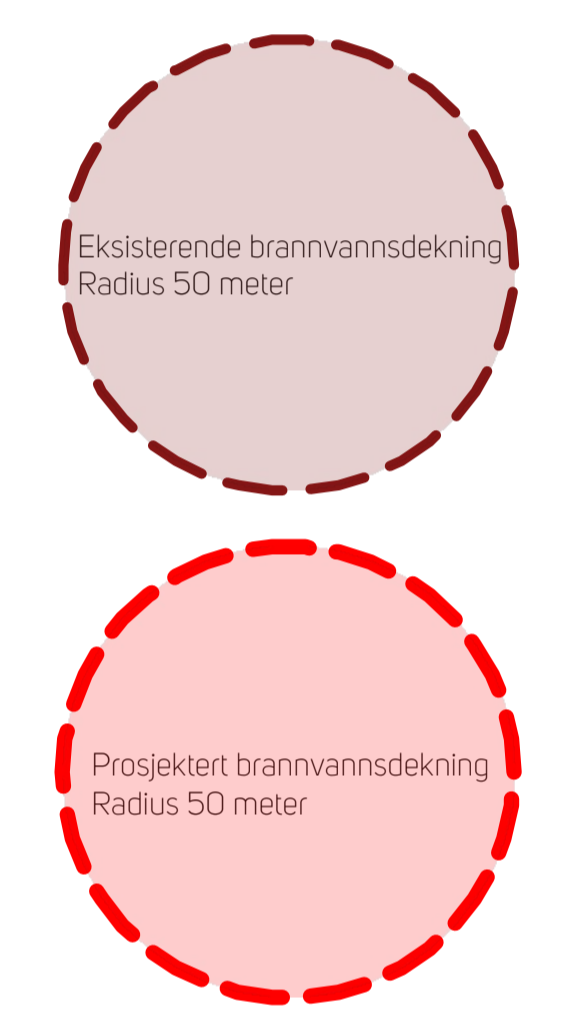 Eksisterende brannvannsdekning
Radius 50 meter
Prosjektert brannvannsdekning
Radius 50 meter